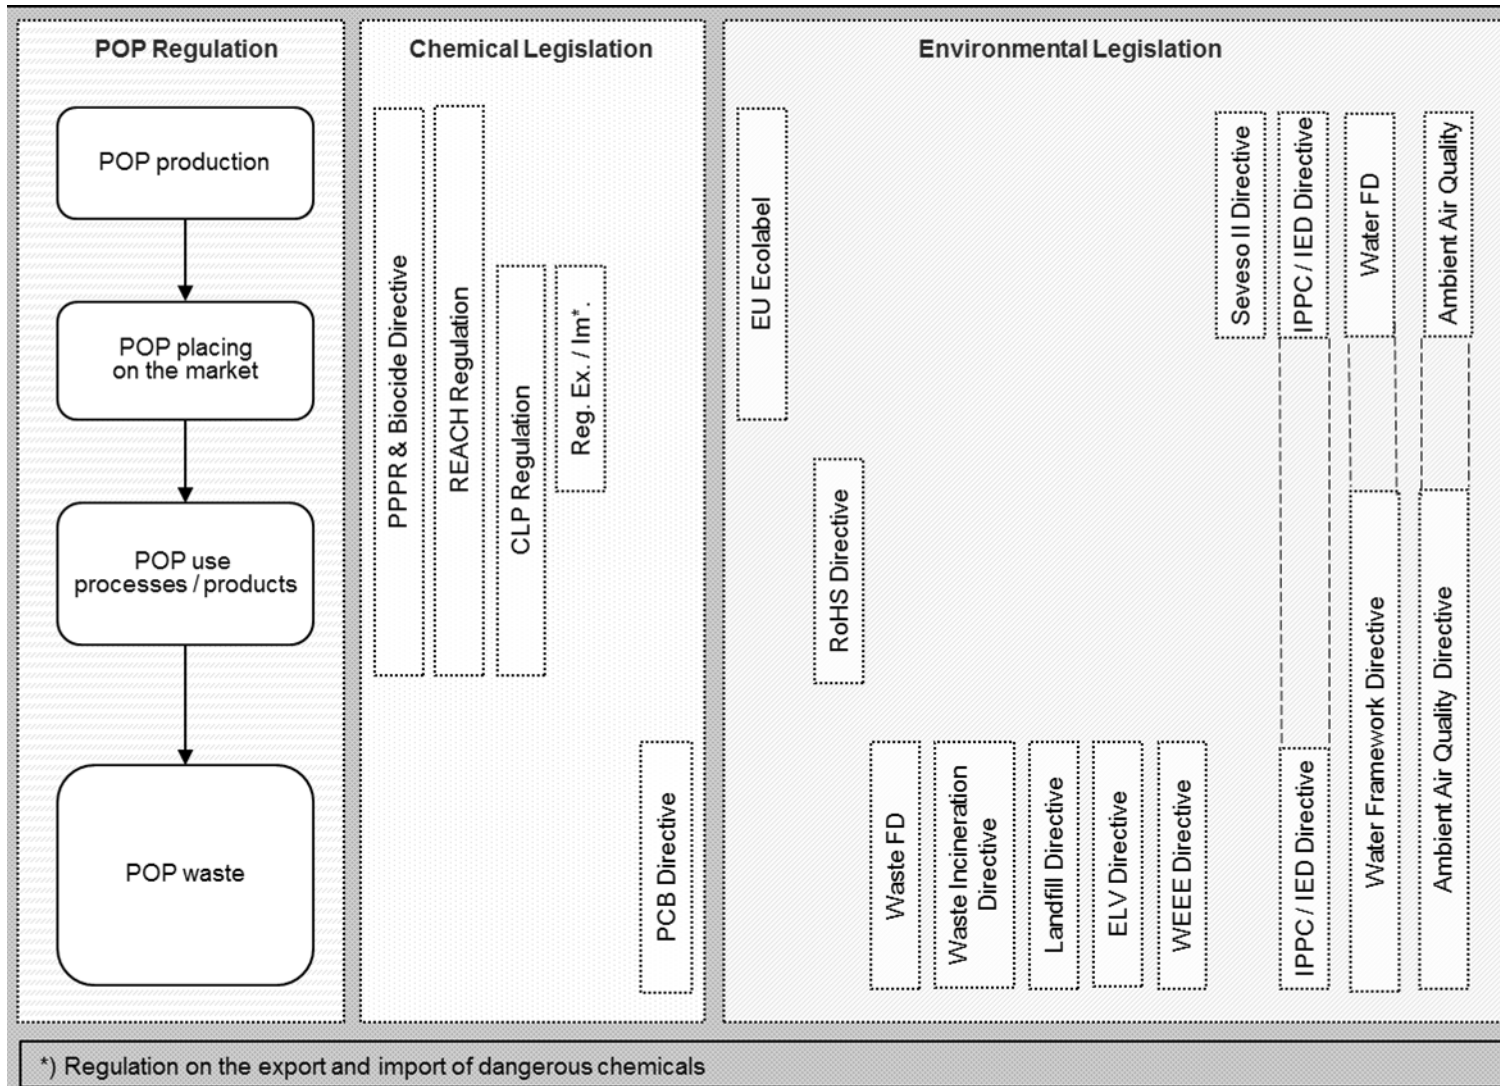 POP Regulation
POP production
POP placing
on the market
POP use
processes / products
POP waste
Chemical Legislation
PPPR & Biocide Directive
REACH Regulation
CLP Regulation
Reg. Ex. / Im*.
PCB Directive
Environmental Legislation
EU Ecolabel
RoHS Directive
Waste FD
Waste Incineration
Directive
Landfill Directive
ELV Directive
WEEE Directive
Seveso II Directive
IPPC / IED Directive
IPPC / IED Directive
Water FD
Water Framework Directive
Ambient Air Quality
Ambient Air Quality Directive
*) Regulation on the export and import of dangerous chemicals